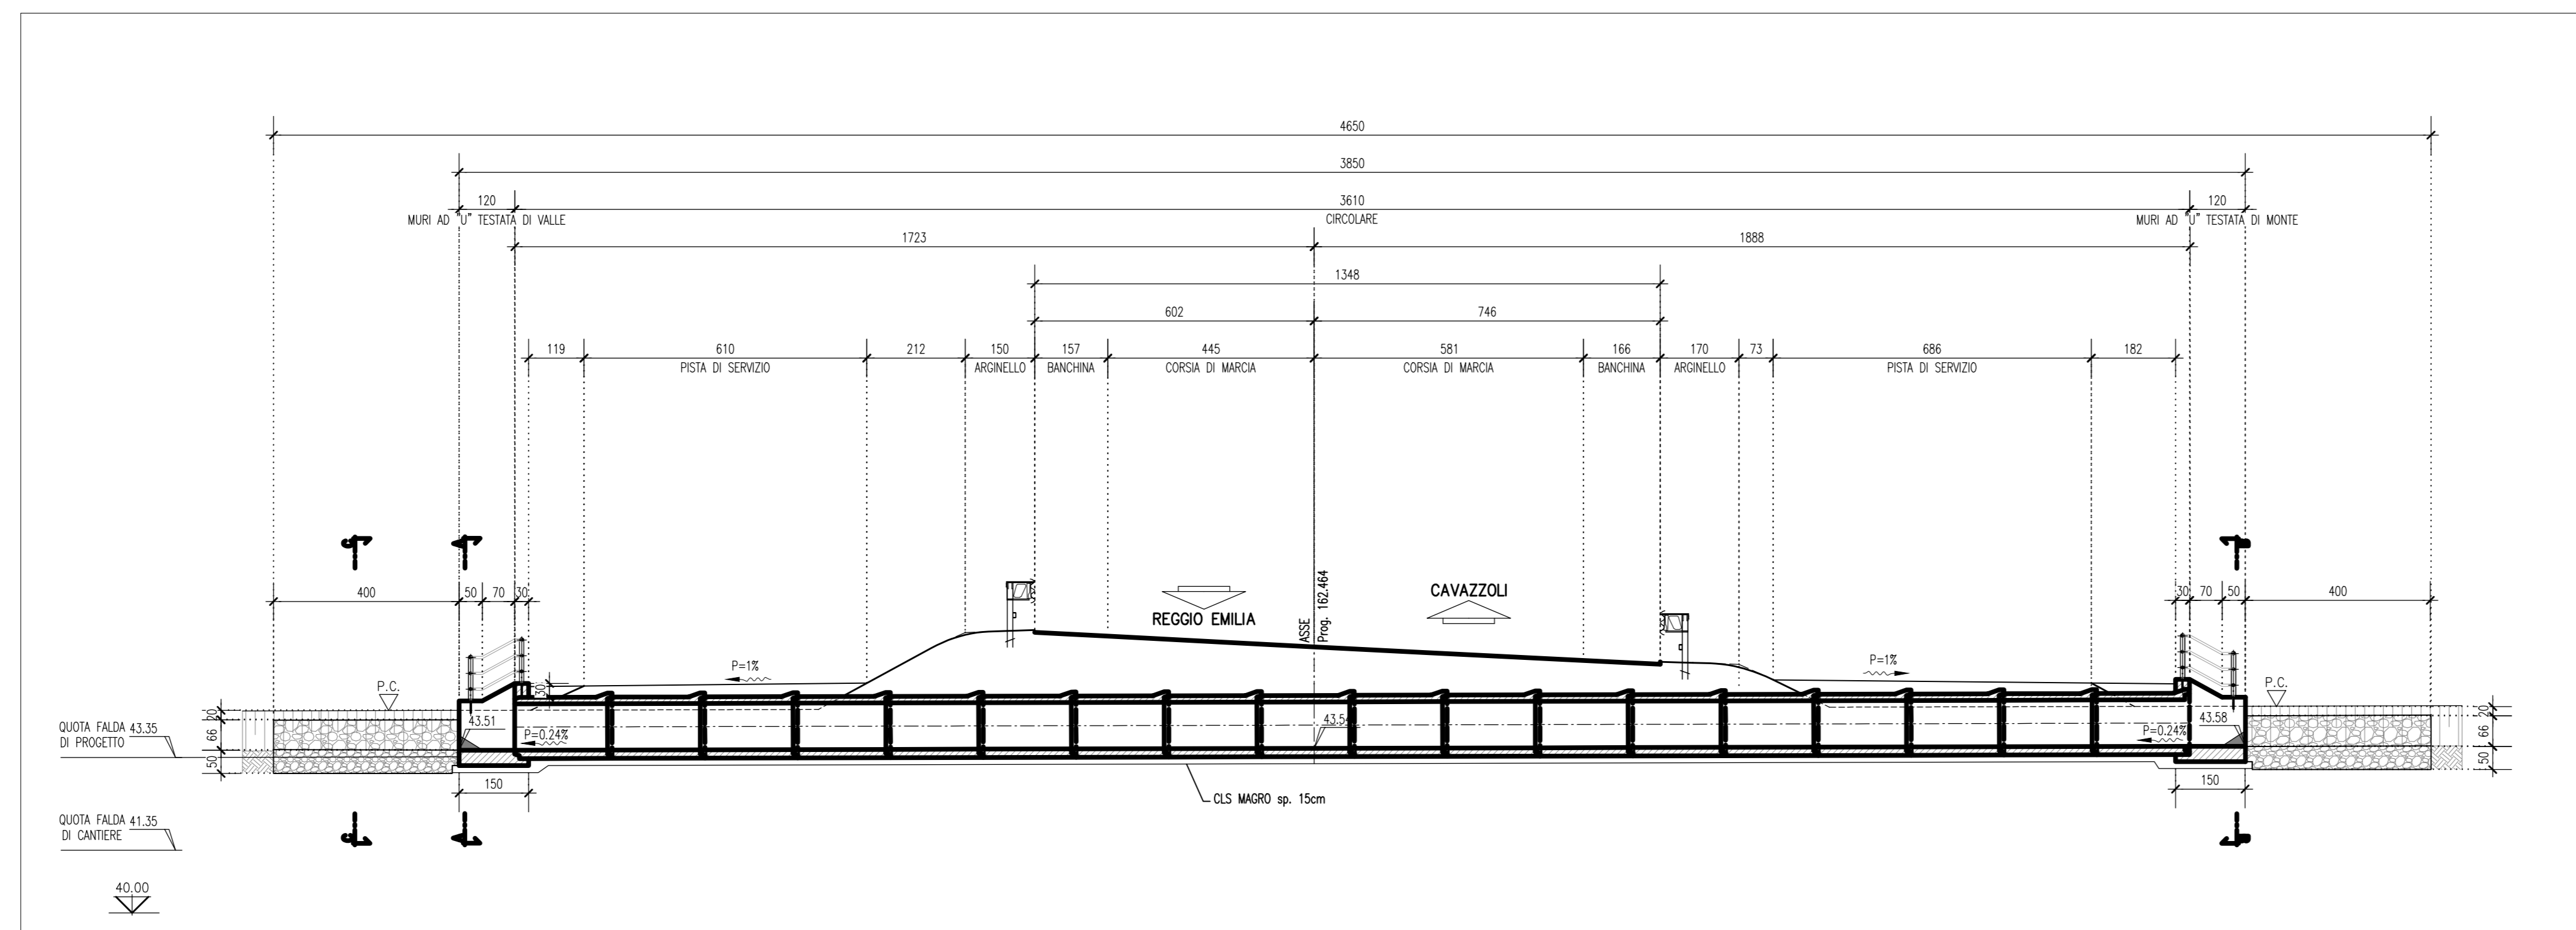 4650
3850
120
3610
120
MURI AD "U" TESTATA DI VALLE
CIRCOLARE
MURI AD "U" TESTATA DI MONTE
1723
1888
1348
602
746
119
610
212
150
157
445
581
166
170
73
686
182
PISTA DI SERVIZIO
ARGINELLO
BANCHINA
CORSIA DI MARCIA
CORSIA DI MARCIA
BANCHINA
ARGINELLO
PISTA DI SERVIZIO
400
50
70
30
30
70
50
400
REGGIO EMILIA
CAVAZZOLI
ASSE
Prog. 162.464
P=1%
P=1%
P.C.
P.C.
30
20
66
50
20
66
50
QUOTA FALDA 43.35
DI PROGETTO
43.51
P=0.24%
43.54
43.58
P=0.24%
150
150
CLS MAGRO sp. 15cm
QUOTA FALDA 41.35
DI CANTIERE
40.00